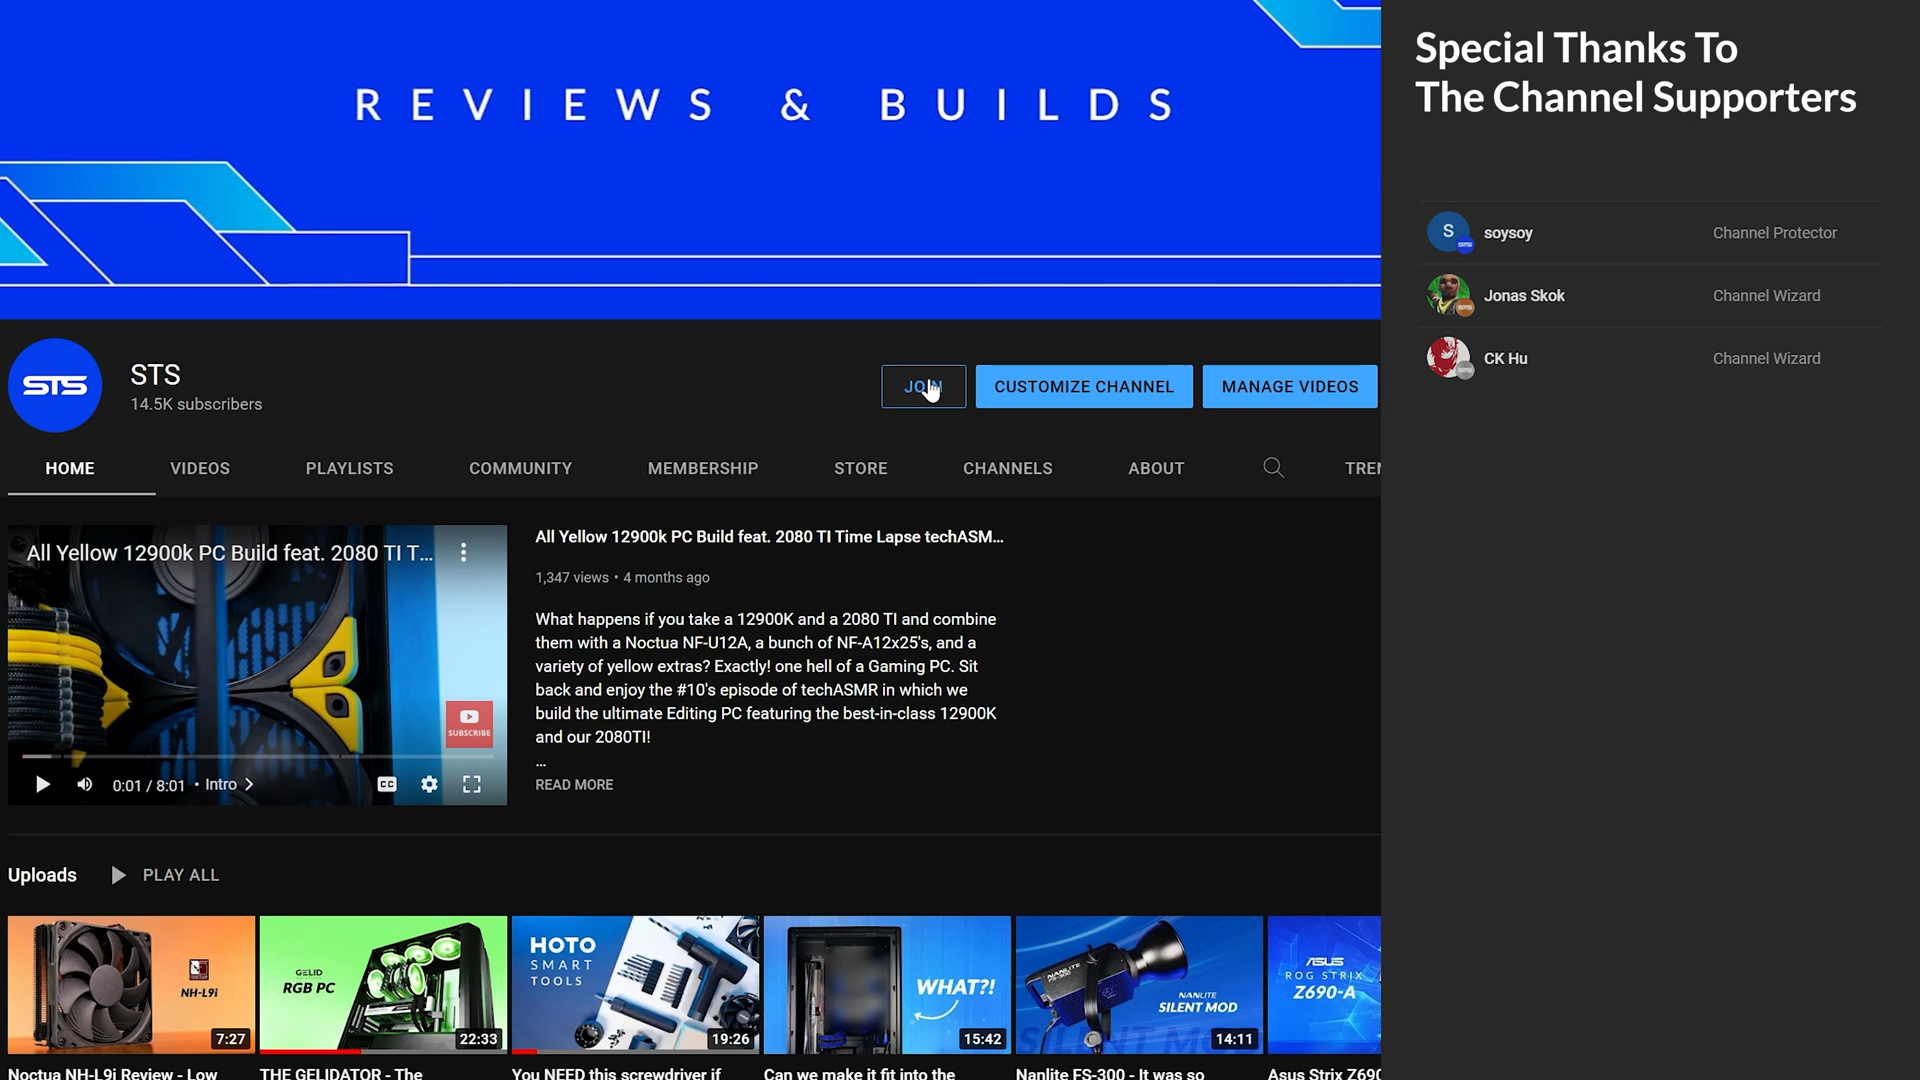 REVIEWS & BUILDS
Special Thanks To
The Channel Supporters
S
soysoy
Channel Protector
Jonas Skok
Channel Wizard
CK Hu
Channel Wizard
STS
STS
14.5K subscribers
JOIN
CUSTOMIZE CHANNEL
MANAGE VIDEOS
HOME
VIDEOS
PLAYLISTS
COMMUNITY
MEMBERSHIP
STORE
CHANNELS
ABOUT
TREN
All Yellow 12900k PC Build feat. 2080 TI T...
SUBSCRIBE
0:01 / 8:01 • Intro
CC
All Yellow 12900k PC Build feat. 2080 TI Time Lapse techASM...
1,347 views • 4 months ago
What happens if you take a 12900K and a 2080 TI and combine
them with a Noctua NF-U12A, a bunch of NF-A12x25's, and a
variety of yellow extras? Exactly! one hell of a Gaming PC. Sit
back and enjoy the #10's episode of techASMR in which we
build the ultimate Editing PC featuring the best-in-class 12900K
and our 2080TI!
...
READ MORE
Uploads
PLAY ALL
NH-L9i
7:27
GELID
RGB PC
22:33
HOTO
SMART
TOOLS
19:26
WHAT?!
15:42
NANLITE
NANLITE
SILENT MOD
SILENT MO
14:11
ASUS
ROG STRIX
Z690-A
Noctua NH-L9i Review - Low
THE GELIDATOR - The
You NEED this screwdriver if
Can we make it fit into the
Nanlite FS-300 - It was so
Asus Strix Z690